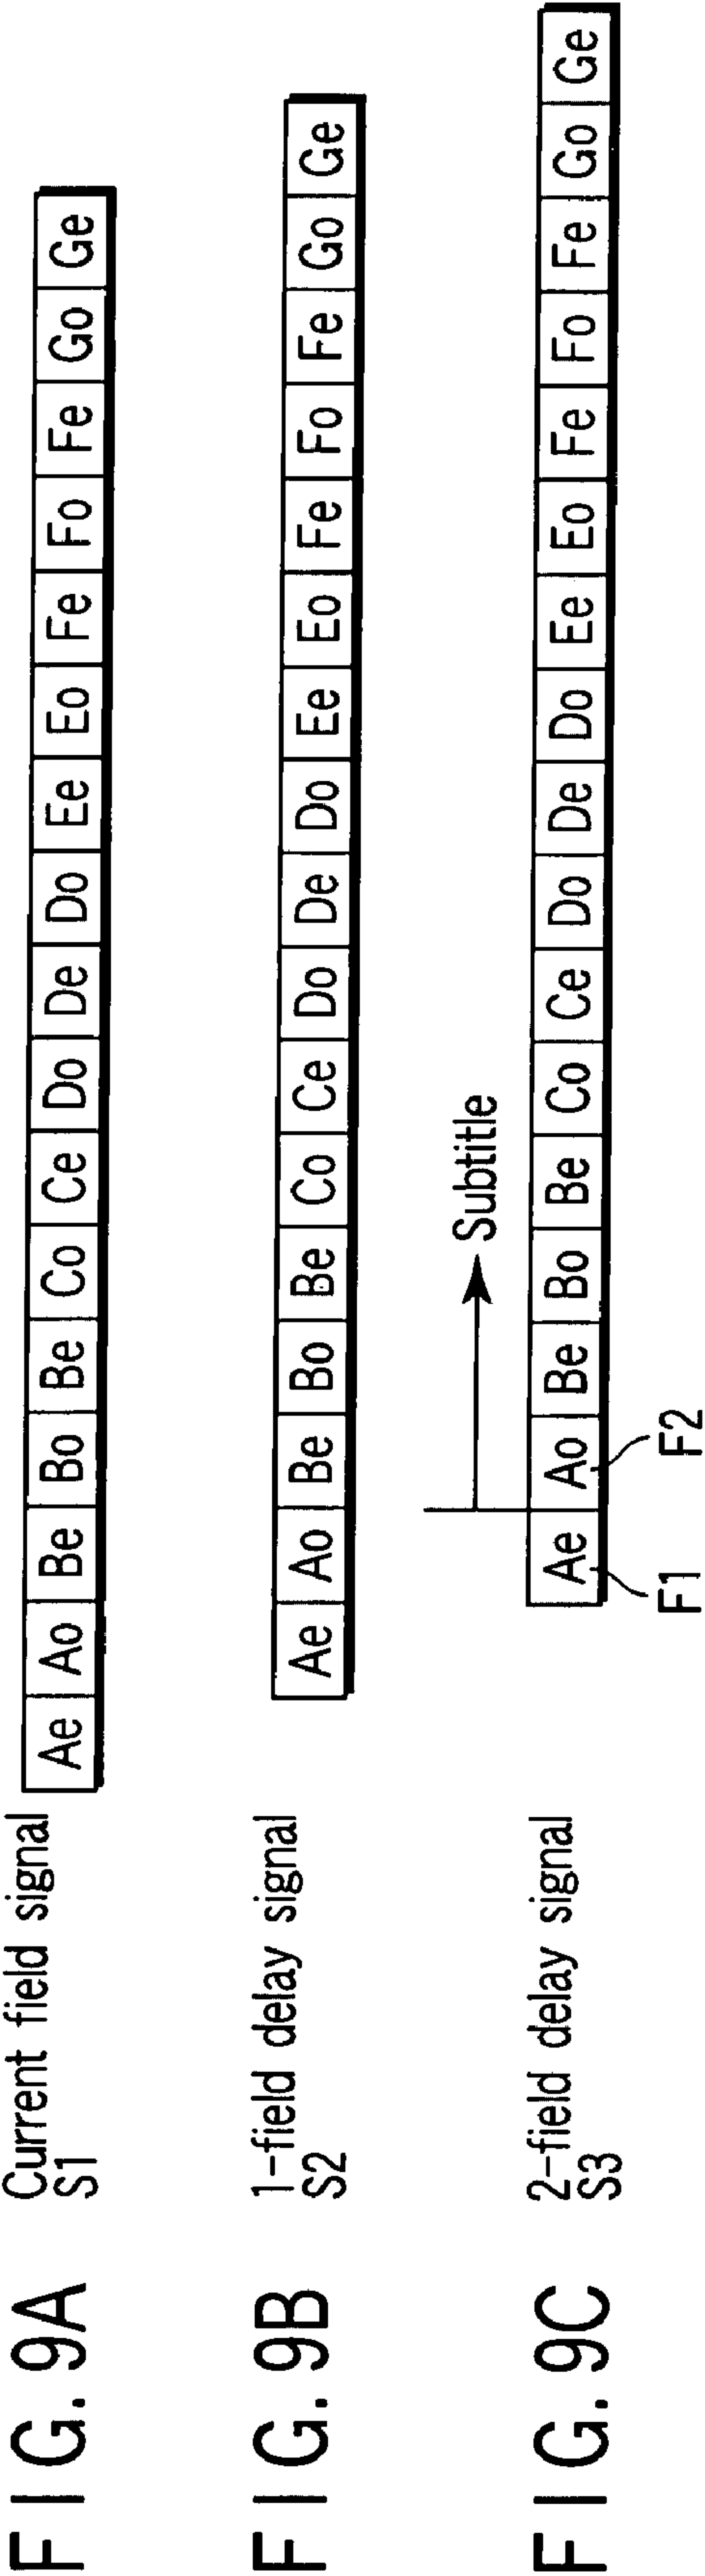 FIG. 9A
Current field signal
S1
Ae Ao Be Bo Be Co Ce Do De Do Ee Eo Fe Fo Fe Go Ge
FIG. 9B
1-field delay signal
S2
Ae Ao Be Bo Be Co Ce Do De Do Ee Eo Fe Fo Fe Go Ge
Subtitle
FIG. 9C
2-field delay signal
S3
Ae Ao Be Bo Be Co Ce Do De Do Ee Eo Fe Fo Fe Go Ge
F1 F2